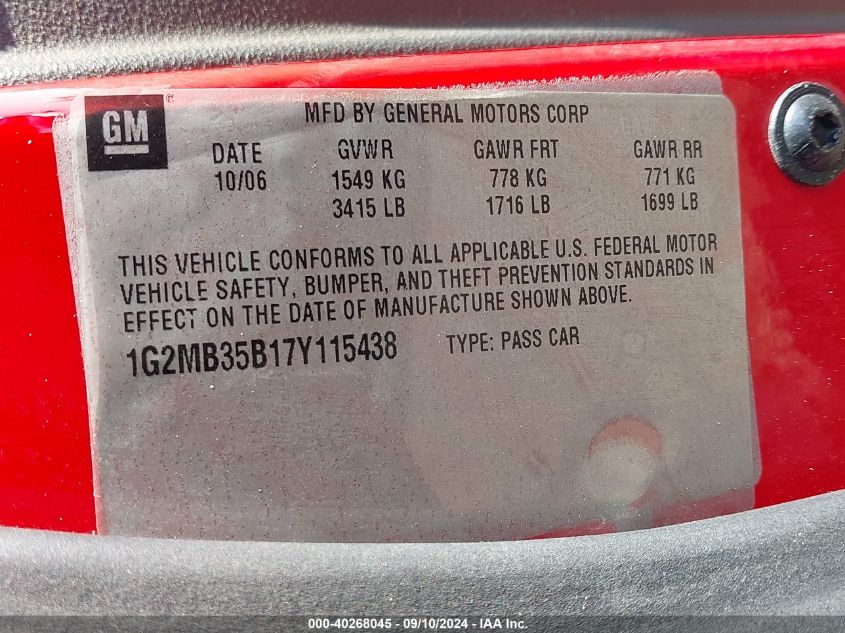 GM
MFD BY GENERAL MOTORS CORP
DATE GVWR GAWR FRT GAWR RR
10/06 1549 KG 778 KG 771 KG
3415 LB 1716 LB 1699 LB
THIS VEHICLE CONFORMS TO ALL APPLICABLE U.S. FEDERAL MOTOR
VEHICLE SAFETY, BUMPER, AND THEFT PREVENTION STANDARDS IN
EFFECT ON THE DATE OF MANUFACTURE SHOWN ABOVE.
1G2MB35B17Y115438 TYPE: PASS CAR
000-40268045 - 09/10/2024 - IAA Inc.